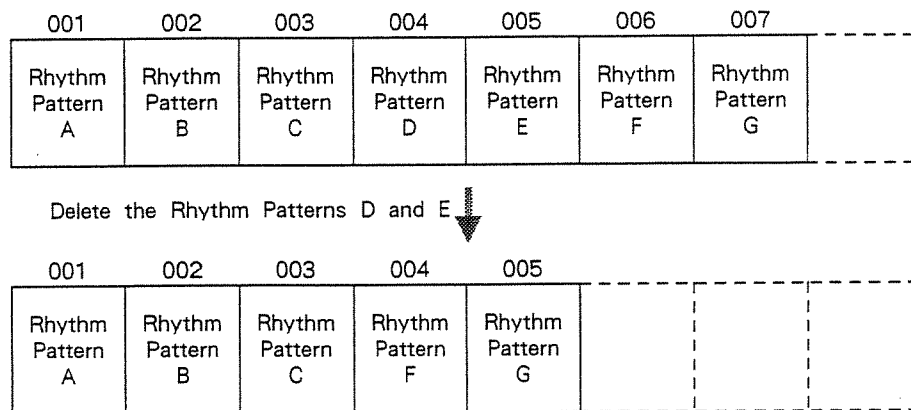 001 002 003 004 005 006 007
Rhythm Pattern A
Rhythm Pattern B
Rhythm Pattern C
Rhythm Pattern D
Rhythm Pattern E
Rhythm Pattern F
Rhythm Pattern G
Delete the Rhythm Patterns D and E
001 002 003 004 005
Rhythm Pattern A
Rhythm Pattern B
Rhythm Pattern C
Rhythm Pattern F
Rhythm Pattern G